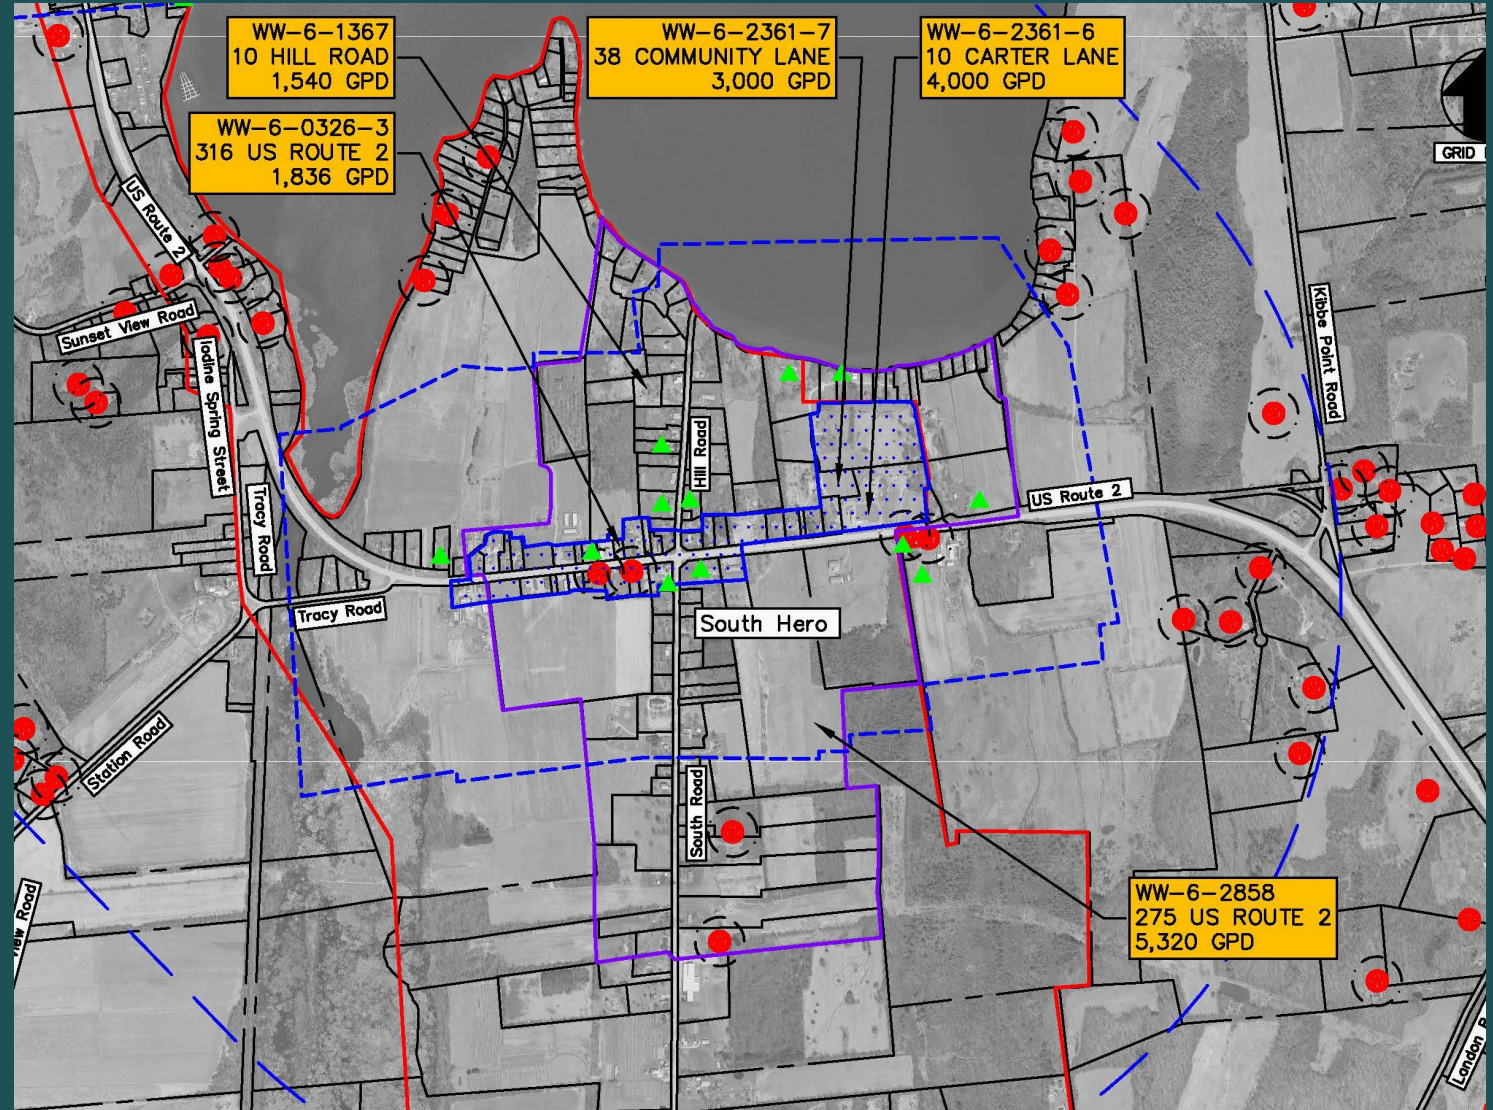 WW-6-1367
10 HILL ROAD
1,540 GPD
WW-6-2361-7
38 COMMUNITY LANE
3,000 GPD
WW-6-2361-6
10 CARTER LANE
4,000 GPD
WW-6-0326-3
316 US ROUTE 2
1,836 GPD
GRID
US Route 2
Sunset View Road
Iodine Spring Street
Kibbe Point Road
Hill Road
US Route 2
Tracy Road
Tracy Road
South Hero
Station Road
South Road
View Road
WW-6-2858
275 US ROUTE 2
5,320 GPD
Landon